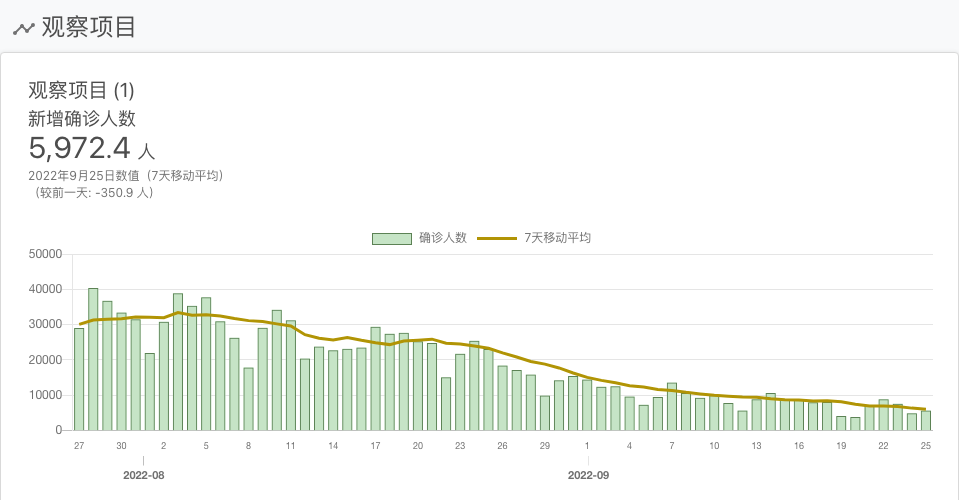 观察项目
观察项目 (1)
新增确诊人数
5,972.4 人
2022年9月25日数值（7天移动平均）
（较前一天: -350.9 人）
确诊人数 7天移动平均
50000
40000
30000
20000
10000
0
27 30 2 5 8 11 14 17 20 23 26 29 1 4 7 10 13 16 19 22 25
2022-08 2022-09